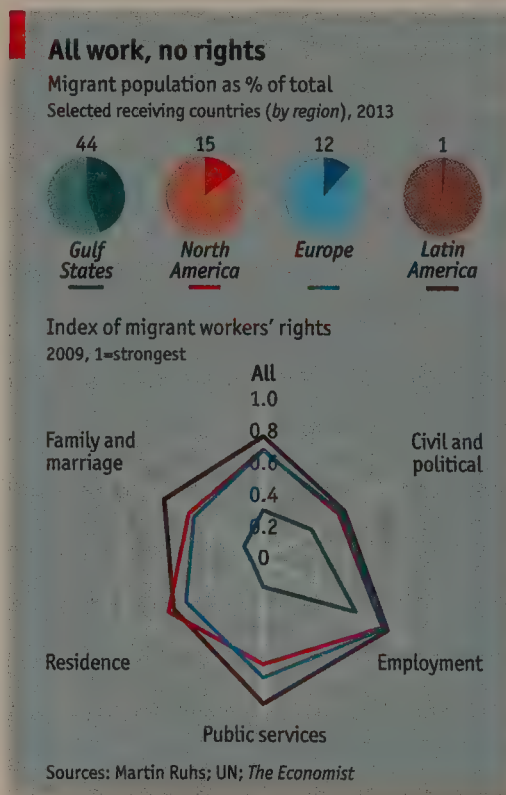 All work, no rights
Migrant population as % of total
Selected receiving countries (by region), 2013
44 15 12 1
Gulf States
North America
Europe
Latin America
Index of migrant workers' rights
2009, 1=strongest
All
1.0
0.8
0.6
0.4
0.2
0
Family and marriage
Civil and political
Residence
Employment
Public services
Sources: Martin Ruhs; UN; The Economist